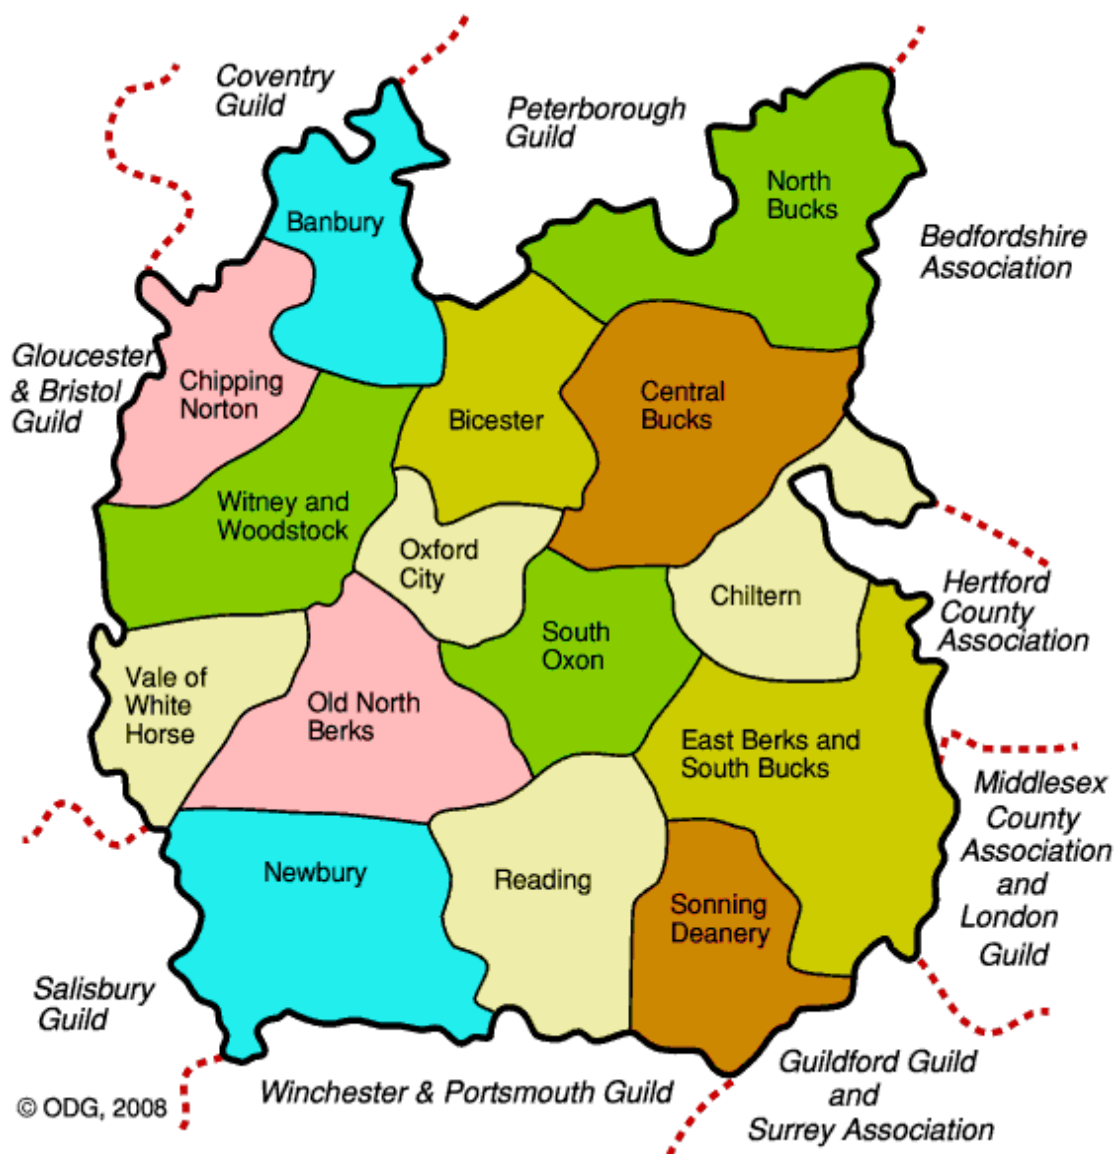 Coventry
Guild
Peterborough
Guild
North
Bucks
Banbury
Bedfordshire
Association
Gloucester
& Bristol
Guild
Chipping
Norton
Central
Bucks
Bicester
Witney and
Woodstock
Oxford
City
Hertford
County
Association
Chiltern
South
Oxon
Vale of
White
Horse
Old North
Berks
East Berks and
South Bucks
Middlesex
County
Association
and
London
Guild
Newbury
Reading
Sonning
Deanery
Salisbury
Guild
Guildford Guild
and
Surrey Association
Winchester & Portsmouth Guild
© ODG, 2008